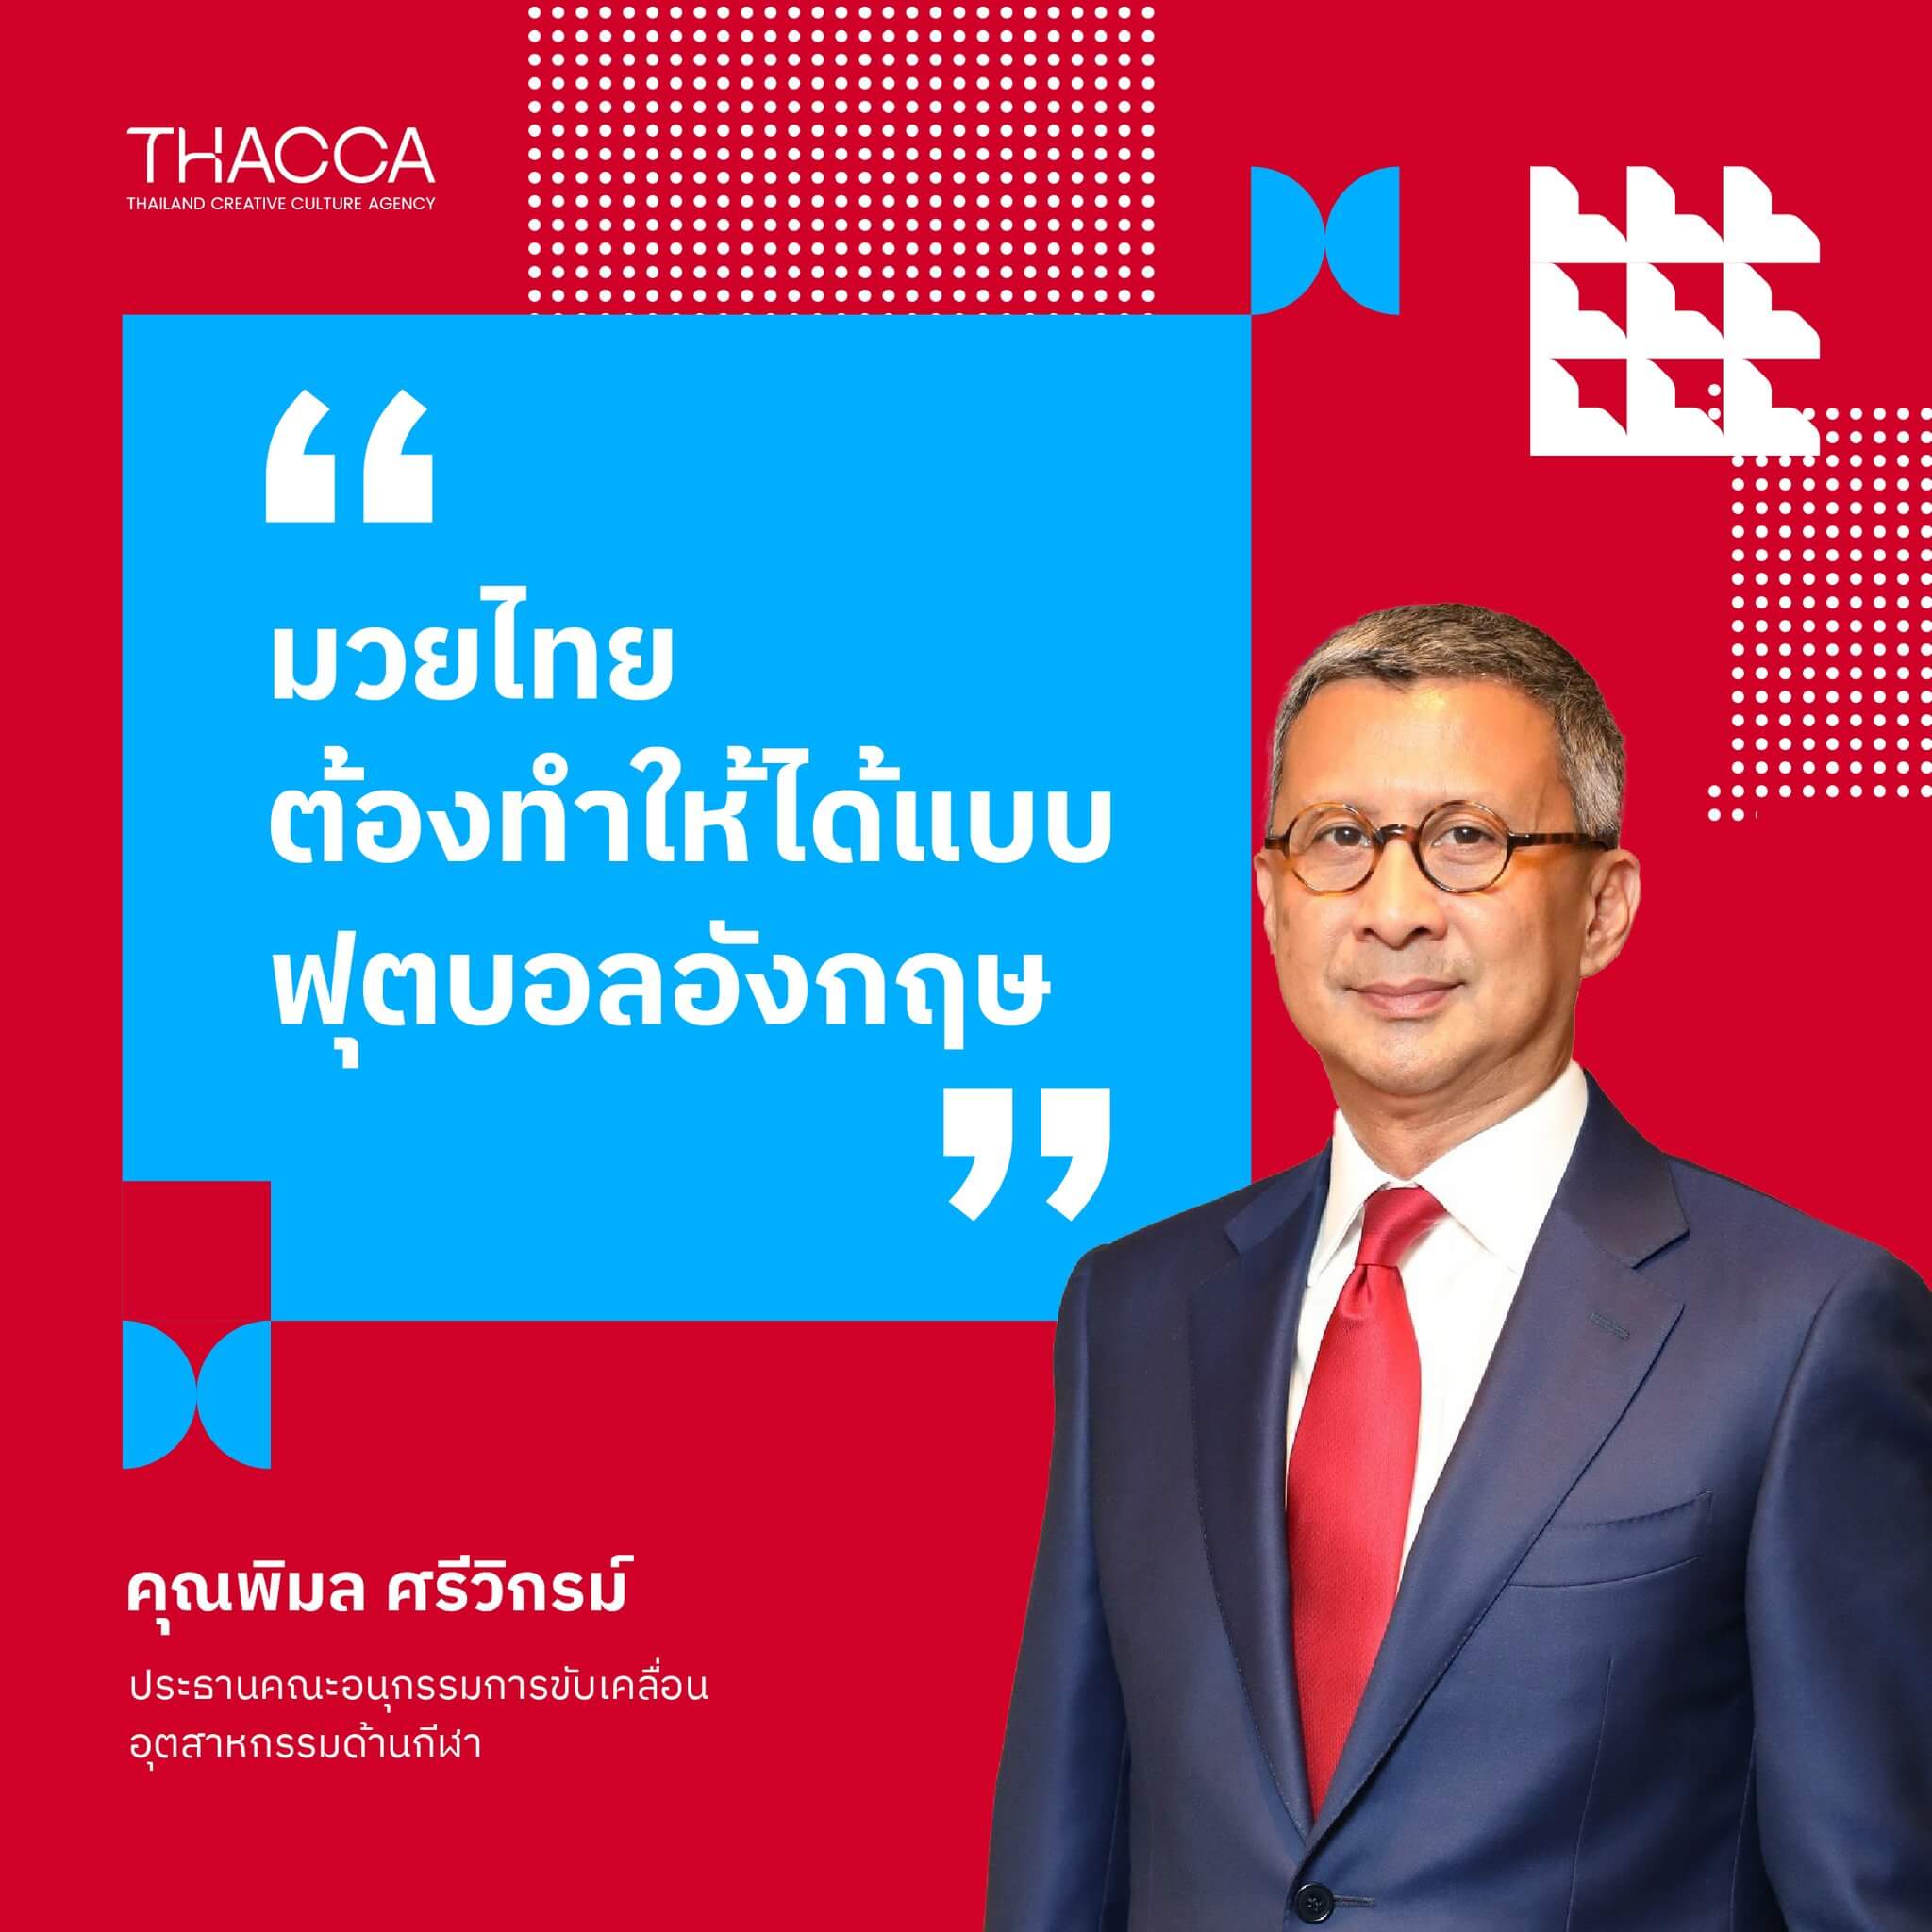 THACCA
THAILAND CREATIVE CULTURE AGENCY
“
มวยไทย
ต้องทำให้ได้แบบ
ฟุตบอลอังกฤษ
”
คุณพิมล ศรีวิกรม์
ประธานคณะอนุกรรมการขับเคลื่อน
อุตสาหกรรมด้านกีฬา